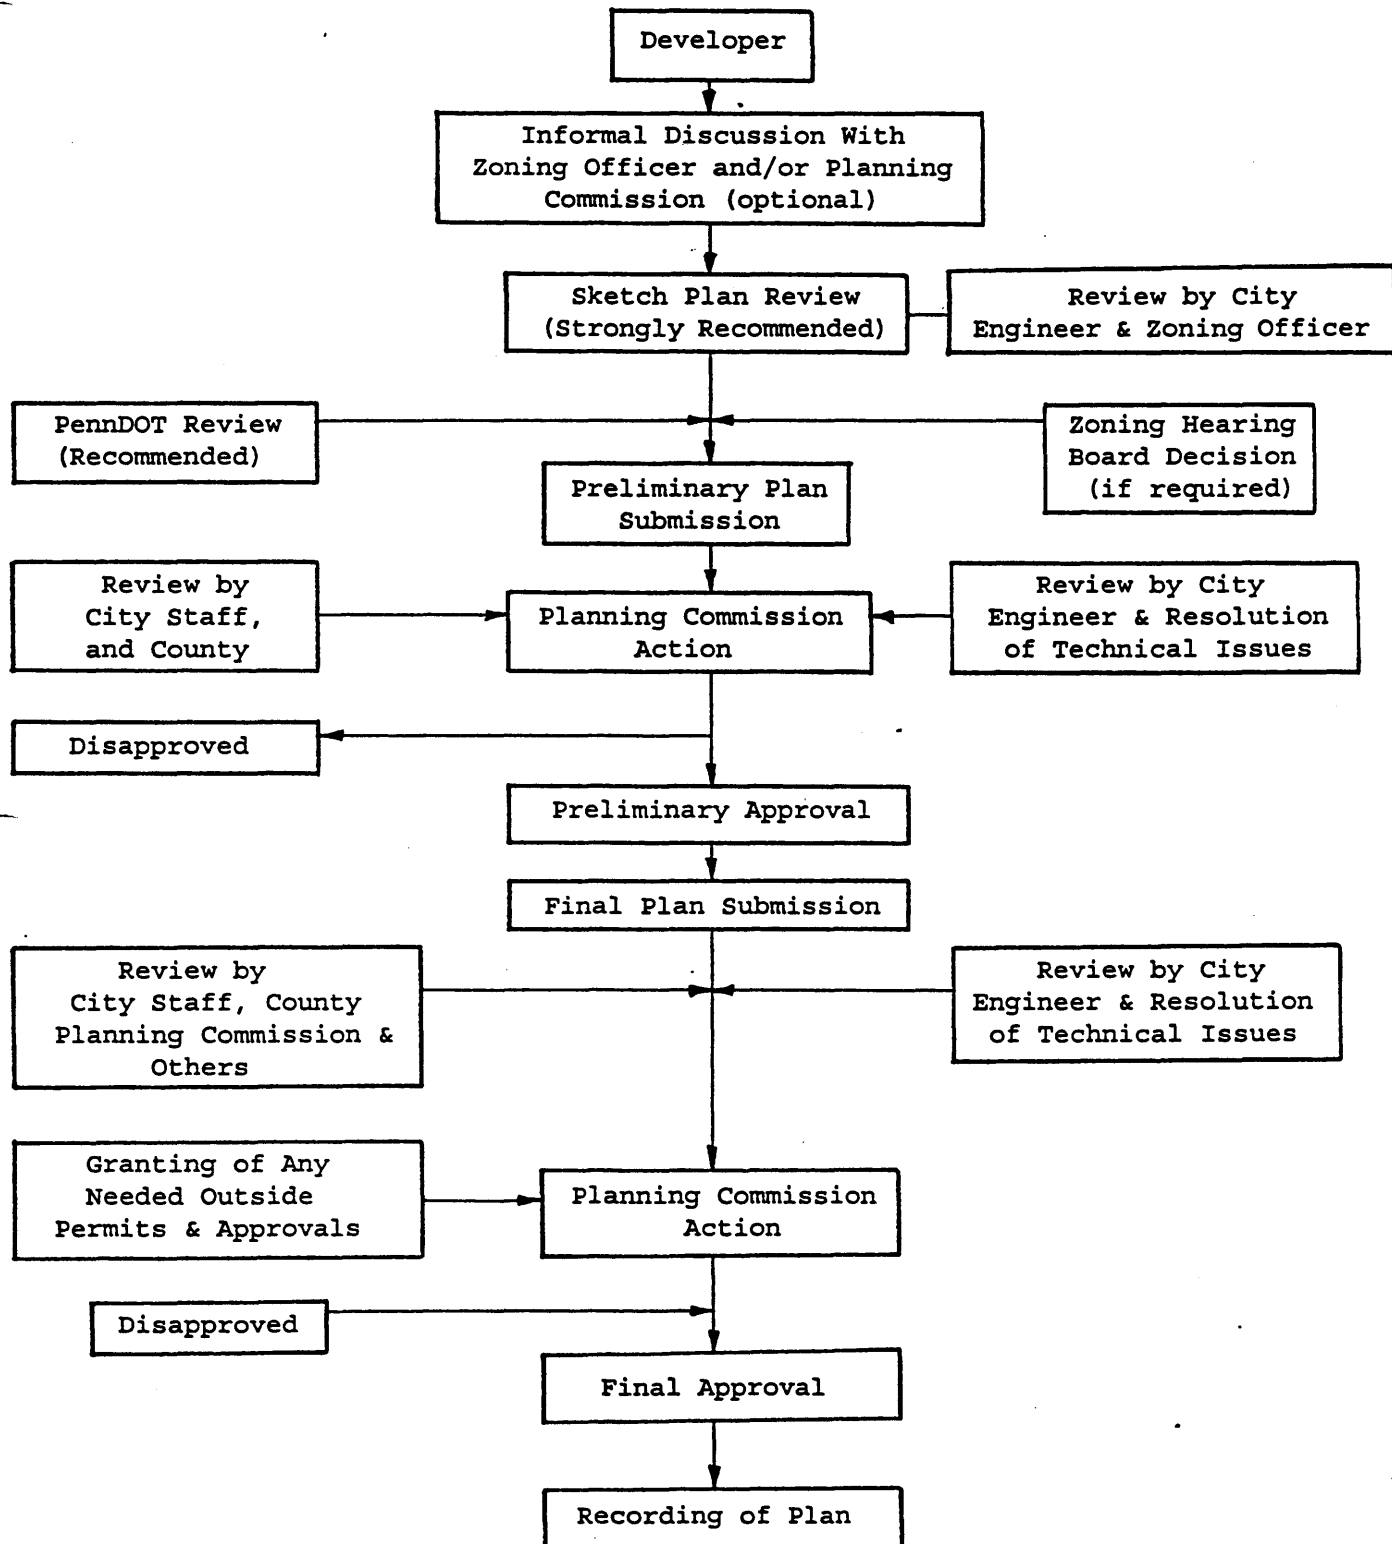 Developer
Informal Discussion With
Zoning Officer and/or Planning
Commission (optional)
Sketch Plan Review
(Strongly Recommended)
Review by City
Engineer & Zoning Officer
PennDOT Review
(Recommended)
Zoning Hearing
Board Decision
(if required)
Preliminary Plan
Submission
Review by
City Staff,
and County
Planning Commission
Action
Review by City
Engineer & Resolution
of Technical Issues
Disapproved
Preliminary Approval
Final Plan Submission
Review by
City Staff, County
Planning Commission &
Others
Review by City
Engineer & Resolution
of Technical Issues
Granting of Any
Needed Outside
Permits & Approvals
Planning Commission
Action
Disapproved
Final Approval
Recording of Plan